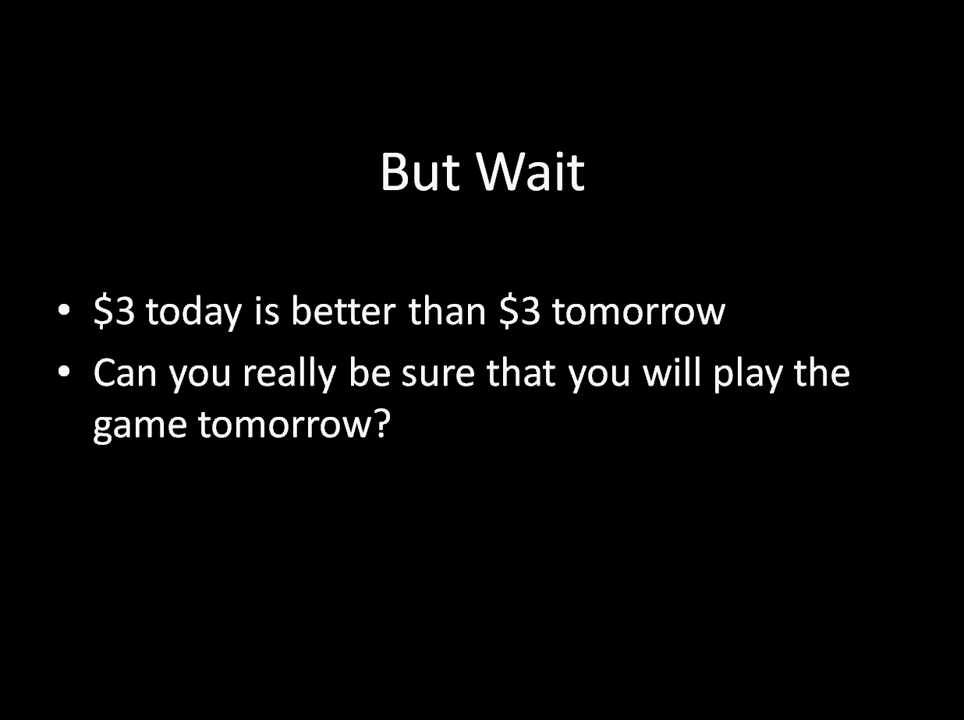 But Wait
• $3 today is better than $3 tomorrow
• Can you really be sure that you will play the
game tomorrow?